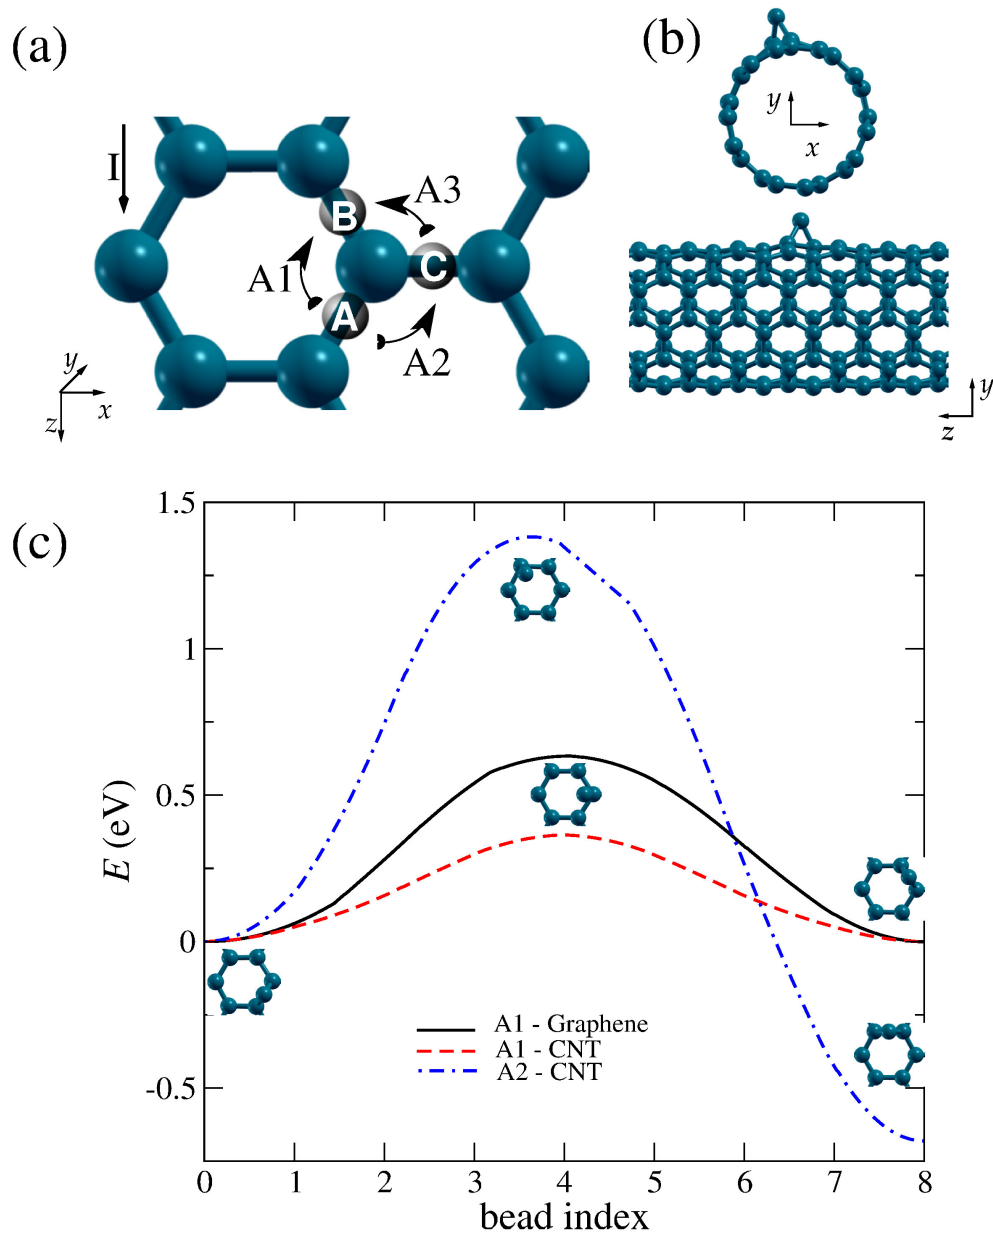 (a)
(b)
I
B
A3
C
A1
A
A2
y
x
z
y
x
y
z
(c)
1.5
1
0.5
0
-0.5
E (eV)
A1 - Graphene
A1 - CNT
A2 - CNT
0 1 2 3 4 5 6 7 8
bead index